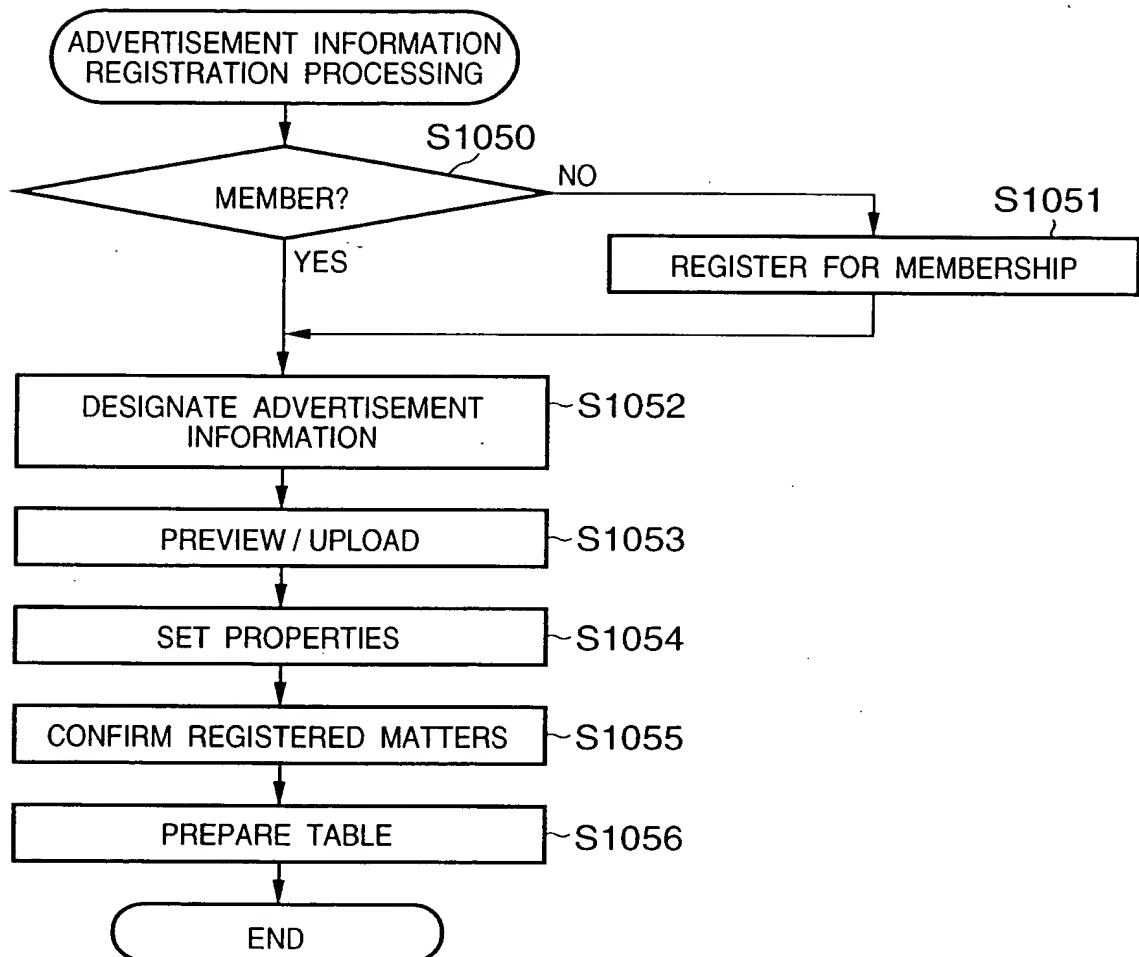 ADVERTISEMENT INFORMATION
REGISTRATION PROCESSING
S1050
MEMBER?
NO
S1051
YES
REGISTER FOR MEMBERSHIP
DESIGNATE ADVERTISEMENT
INFORMATION
S1052
PREVIEW / UPLOAD
S1053
SET PROPERTIES
S1054
CONFIRM REGISTERED MATTERS
S1055
PREPARE TABLE
S1056
END